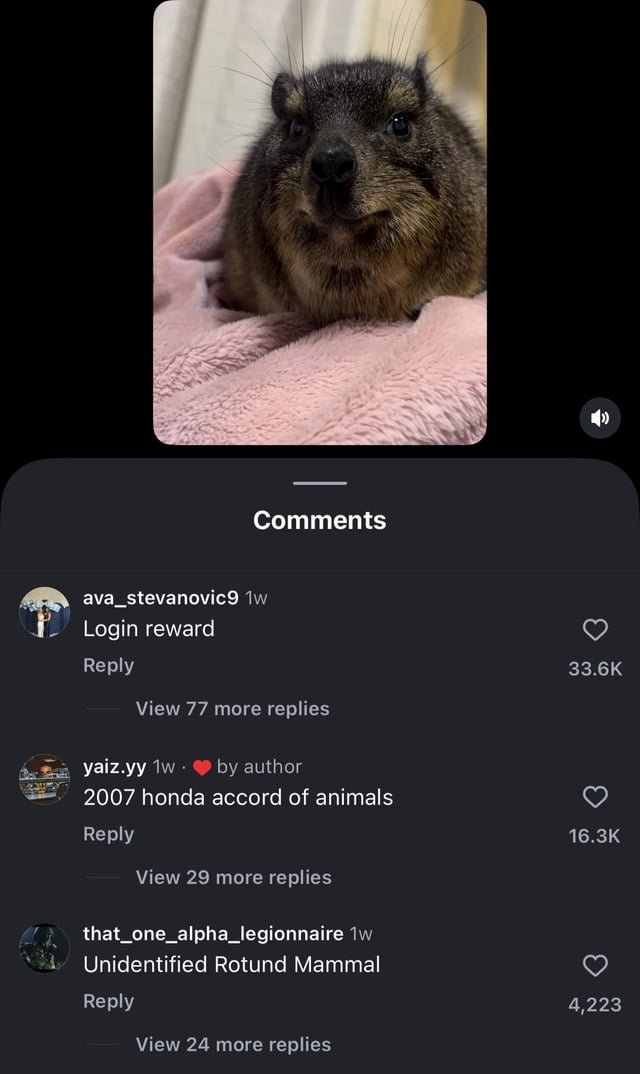 Comments
ava_stevanovic9 1w
Login reward
Reply
33.6K
View 77 more replies
yaiz.yy 1w · ❤️ by author
2007 honda accord of animals
Reply
16.3K
View 29 more replies
that_one_alpha_legionnaire 1w
Unidentified Rotund Mammal
Reply
4,223
View 24 more replies